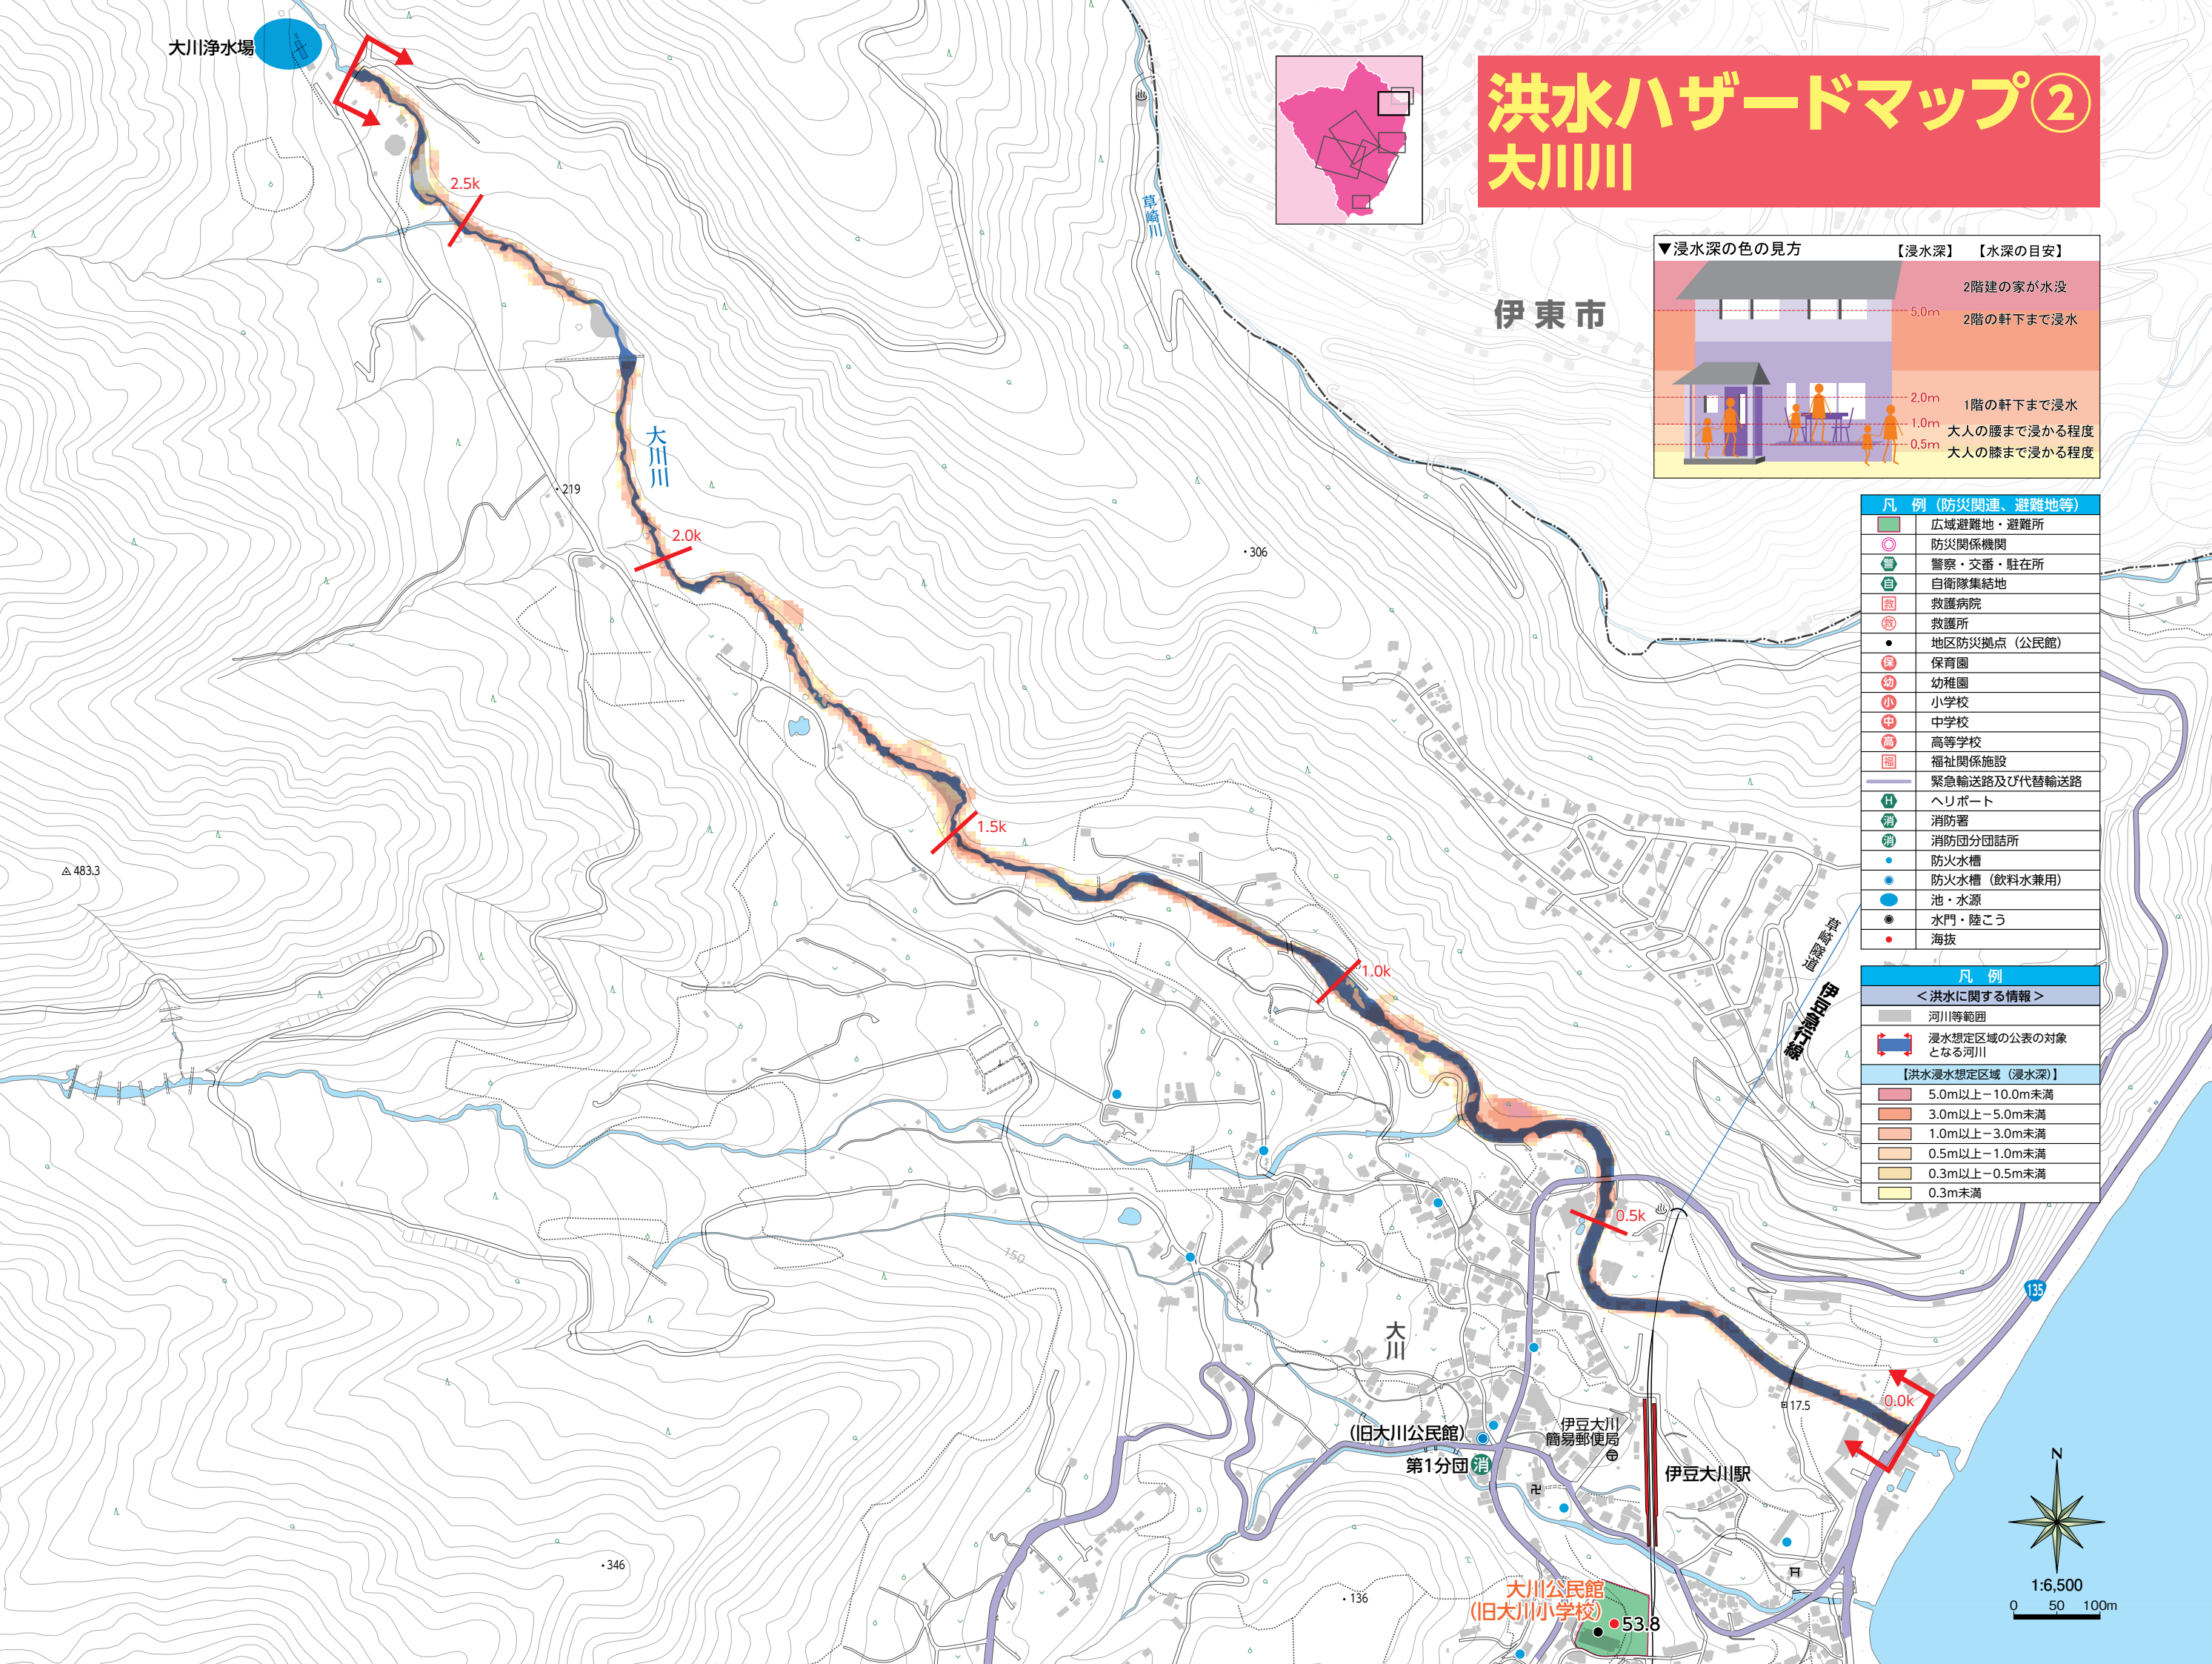 洪水ハザードマップ②
大川川
▼浸水深の色の見方
【浸水深】
【水深の目安】
2階建の家が水没
5.0m
2階の軒下まで浸水
2.0m
1階の軒下まで浸水
1.0m
大人の腰まで浸かる程度
0.5m
大人の膝まで浸かる程度
凡 例（防災関連、避難地等）
広域避難地・避難所
防災関係機関
警 警察・交番・駐在所
自 自衛隊集結地
救 救護病院
救 救護所
地区防災拠点（公民館）
保 保育園
幼 幼稚園
小 小学校
中 中学校
高 高等学校
福 福祉関係施設
緊急輸送路及び代替輸送路
H ヘリポート
消 消防署
消 消防団分団詰所
防火水槽
防火水槽（飲料水兼用）
池・水源
水門・陸こう
海抜
凡 例
＜洪水に関する情報＞
河川等範囲
浸水想定区域の公表の対象
となる河川
【洪水浸水想定区域（浸水深）】
5.0m以上－10.0m未満
3.0m以上－5.0m未満
1.0m以上－3.0m未満
0.5m以上－1.0m未満
0.3m以上－0.5m未満
0.3m未満
大川浄水場
2.5k
草崎川
伊東市
大川川
219
2.0k
306
1.5k
483.3
草崎隧道
1.0k
伊豆急行線
0.5k
150
135
大川
0.0k
17.5
（旧大川公民館）
伊豆大川
簡易郵便局
第1分団
消
伊豆大川駅
卍
346
136
大川公民館
（旧大川小学校）
53.8
N
1:6,500
0 50 100m